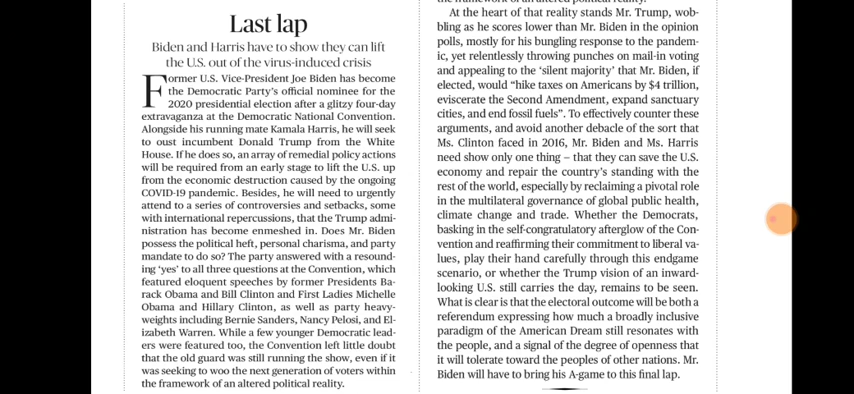 Last lap
Biden and Harris have to show they can lift
the U.S. out of the virus-induced crisis
Former U.S. Vice-President Joe Biden has become
the Democratic Party's official nominee for the
2020 presidential election after a glitzy four-day
extravaganza at the Democratic National Convention.
Alongside his running mate Kamala Harris, he will seek
to oust incumbent Donald Trump from the White
House. If he does so, an array of remedial policy actions
will be required from an early stage to lift the U.S. up
from the economic destruction caused by the ongoing
COVID-19 pandemic. Besides, he will need to urgently
attend to a series of controversies and setbacks, some
with international repercussions, that the Trump admi-
nistration has become enmeshed in. Does Mr. Biden
possess the political heft, personal charisma, and party
mandate to do so? The party answered with a resound-
ing ‘yes’ to all three questions at the Convention, which
featured eloquent speeches by former Presidents Ba-
rack Obama and Bill Clinton and First Ladies Michelle
Obama and Hillary Clinton, as well as party heavy-
weights including Bernie Sanders, Nancy Pelosi, and El-
izabeth Warren. While a few younger Democratic lead-
ers were featured too, the Convention left little doubt
that the old guard was still running the show, even if it
was seeking to woo the next generation of voters within
the framework of an altered political reality.
At the heart of that reality stands Mr. Trump, wob-
bling as he scores lower than Mr. Biden in the opinion
polls, mostly for his bungling response to the pandem-
ic, yet relentlessly throwing punches on mail-in voting
and appealing to the ‘silent majority’ that Mr. Biden, if
elected, would “hike taxes on Americans by $4 trillion,
eviscerate the Second Amendment, expand sanctuary
cities, and end fossil fuels”. To effectively counter these
arguments, and avoid another debacle of the sort that
Ms. Clinton faced in 2016, Mr. Biden and Ms. Harris
need show only one thing – that they can save the U.S.
economy and repair the country's standing with the
rest of the world, especially by reclaiming a pivotal role
in the multilateral governance of global public health,
climate change and trade. Whether the Democrats,
basking in the self-congratulatory afterglow of the Con-
vention and reaffirming their commitment to liberal va-
lues, play their hand carefully through this endgame
scenario, or whether the Trump vision of an inward-
looking U.S. still carries the day, remains to be seen.
What is clear is that the electoral outcome will be both a
referendum expressing how much a broadly inclusive
paradigm of the American Dream still resonates with
the people, and a signal of the degree of openness that
it will tolerate toward the peoples of other nations. Mr.
Biden will have to bring his A-game to this final lap.